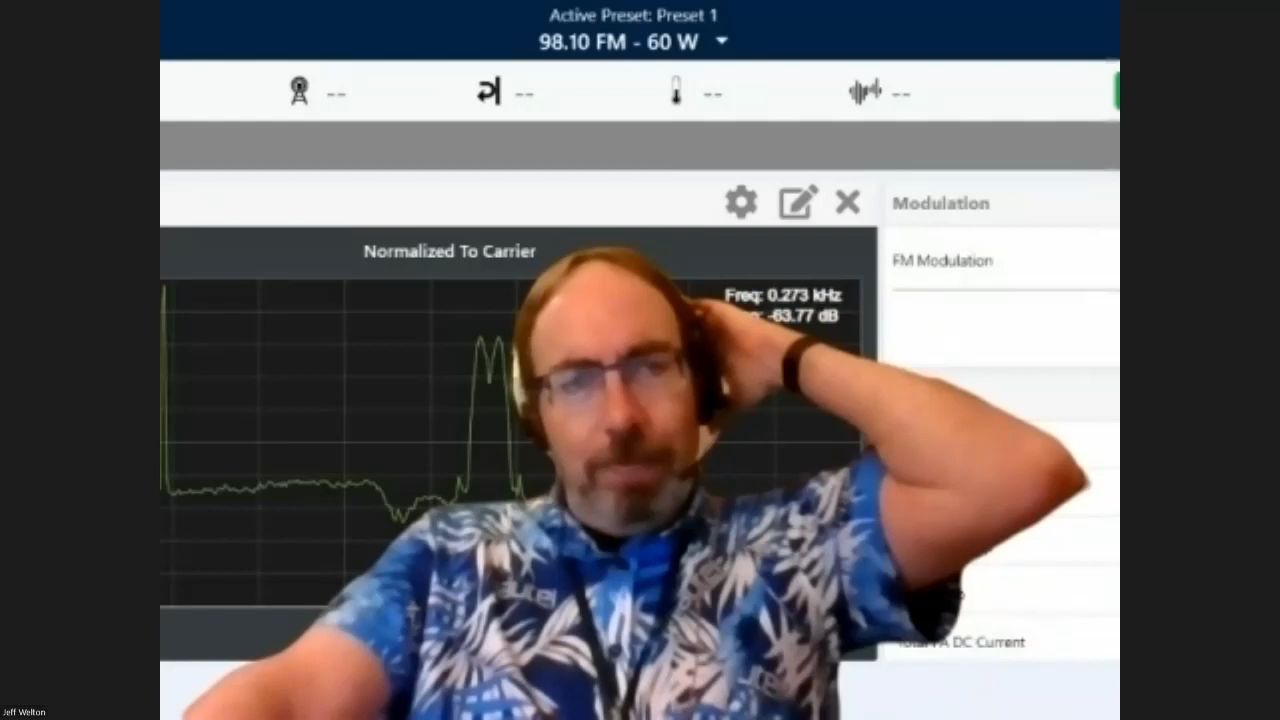 Active Preset: Preset 1
98.10 FM - 60 W
--
--
--
--
Modulation
Normalized To Carrier
FM Modulation
Freq: 0.273 kHz
-63.77 dB
DC Current
nautel
Jeff Welton